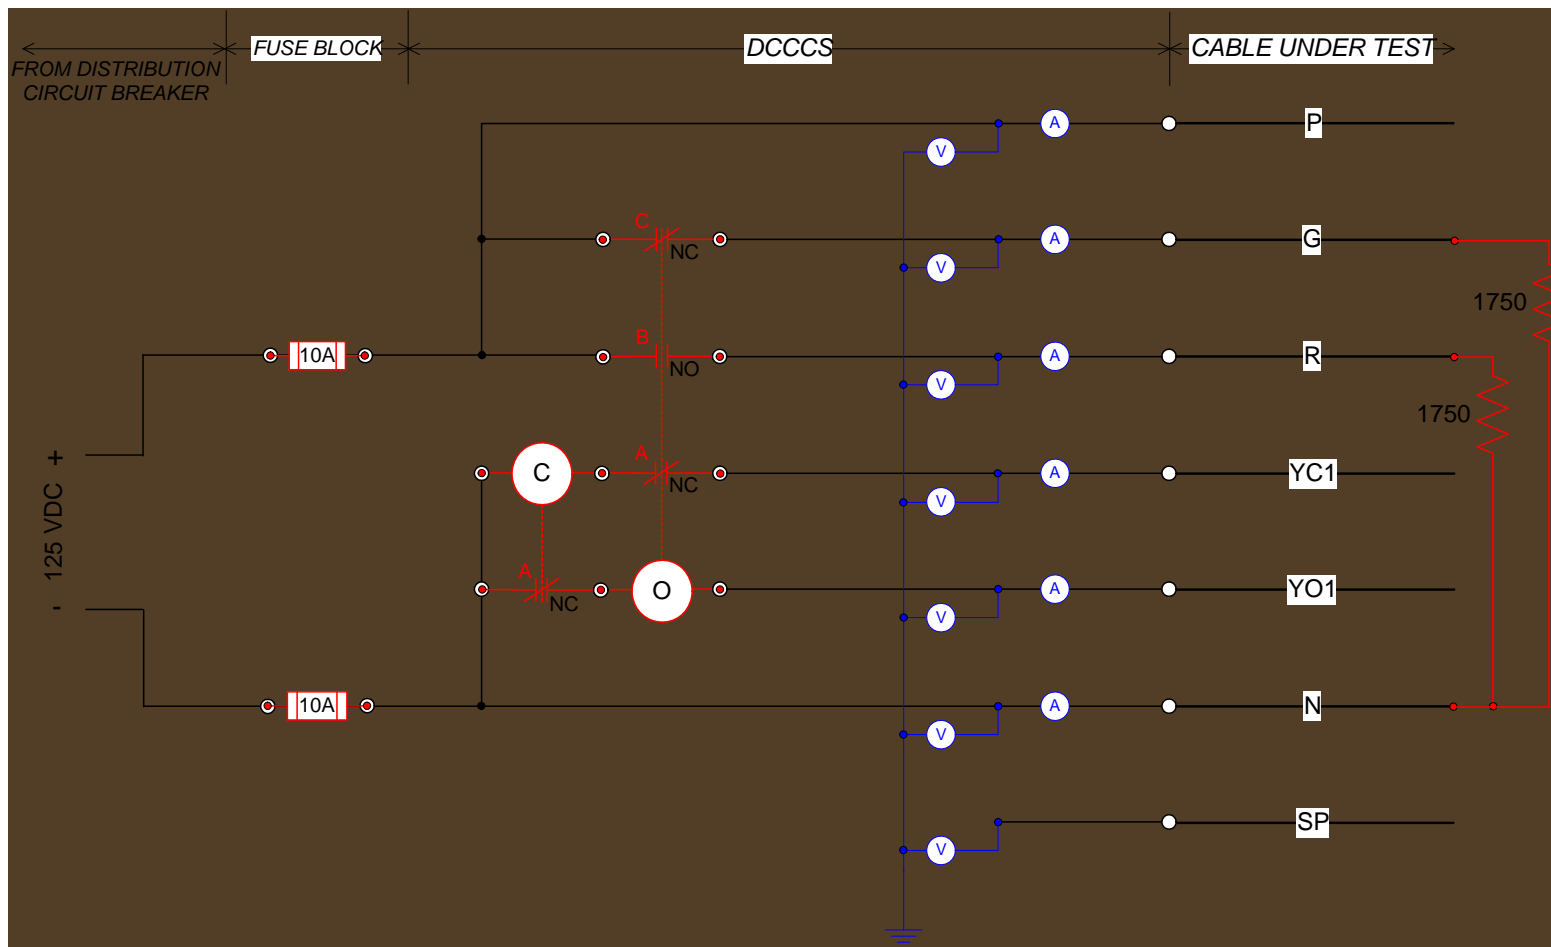 FUSE BLOCK
DCCCS
CABLE UNDER TEST
FROM DISTRIBUTION
CIRCUIT BREAKER
A
P
V
C
NC
A
G
V
1750
10A
B
NO
A
R
V
1750
125 VDC
+
-
C
A
NC
A
YC1
V
A
NC
O
A
YO1
V
10A
A
N
V
SP
V